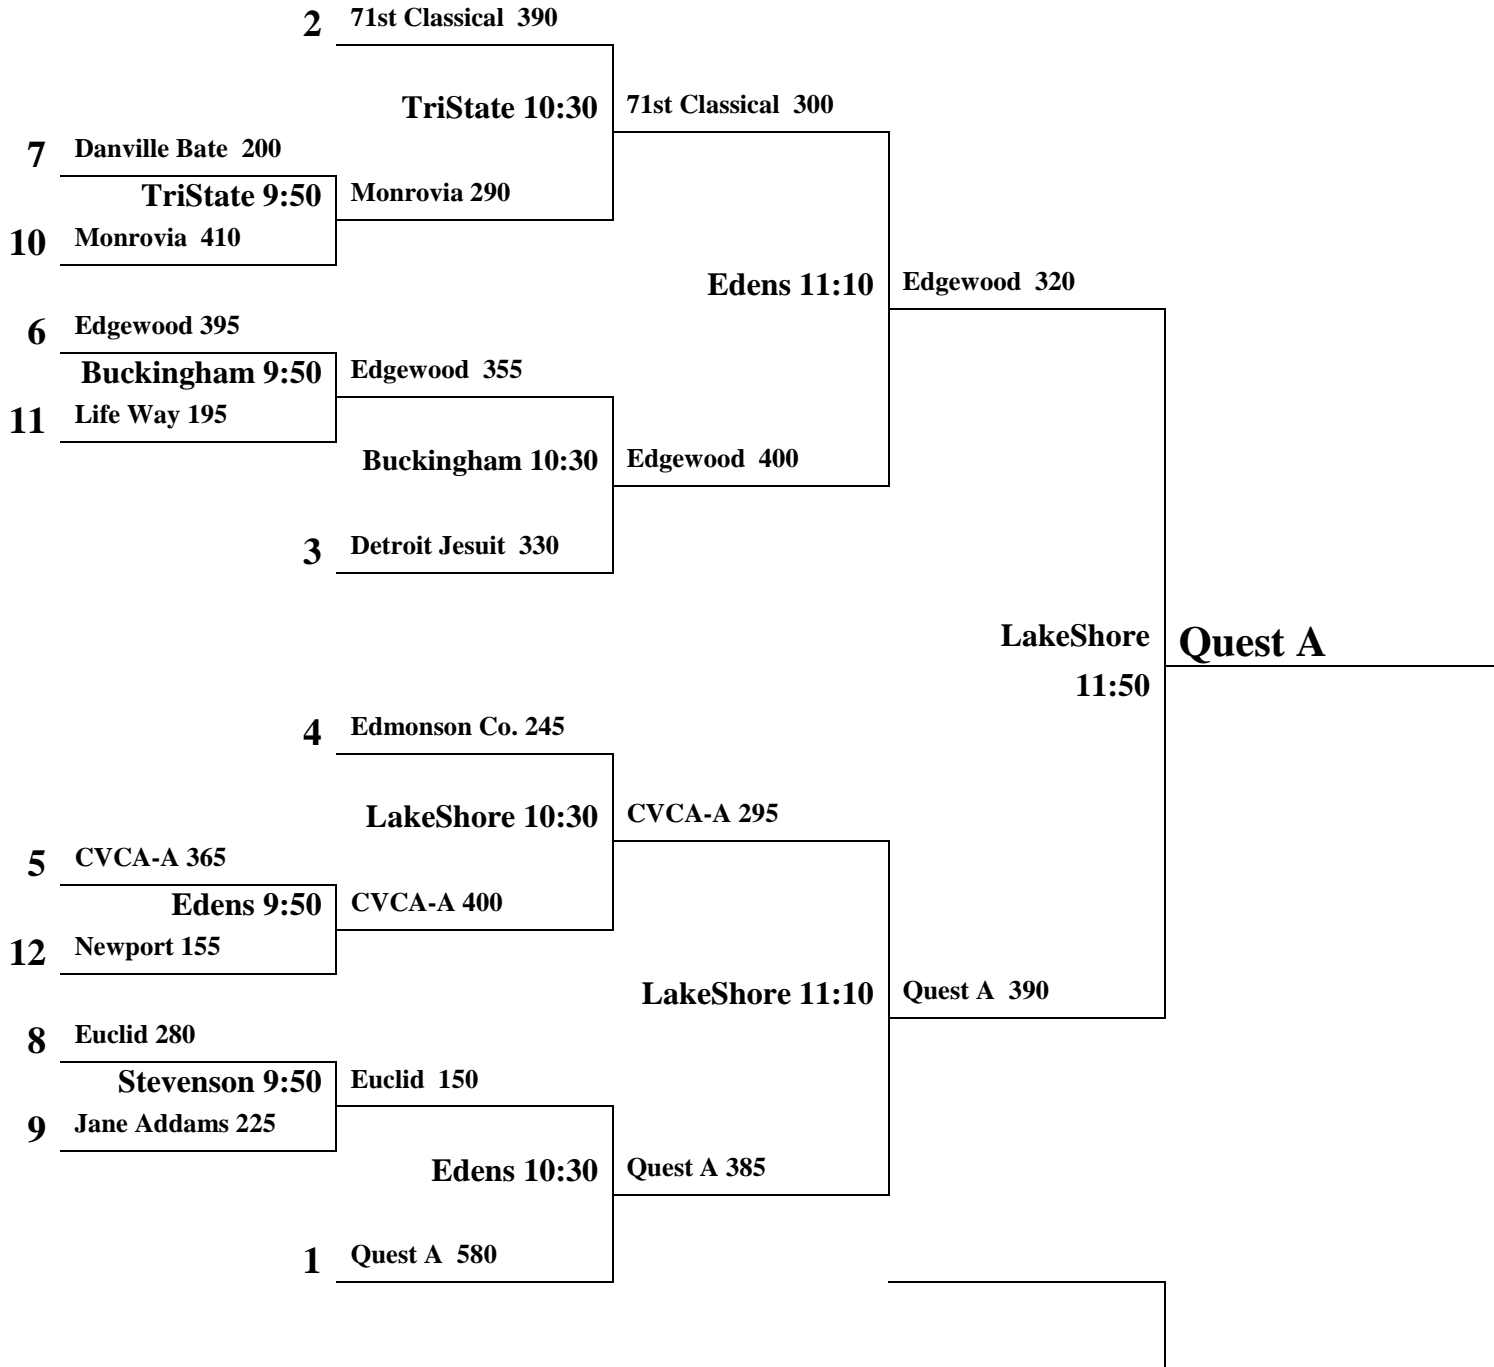 2 71st Classical 390
TriState 10:30 71st Classical 300
7 Danville Bate 200
TriState 9:50 Monrovia 290
10 Monrovia 410
Edens 11:10 Edgewood 320
6 Edgewood 395
Buckingham 9:50 Edgewood 355
11 Life Way 195
Buckingham 10:30 Edgewood 400
3 Detroit Jesuit 330
LakeShore Quest A
11:50
4 Edmonson Co. 245
LakeShore 10:30 CVCA-A 295
5 CVCA-A 365
Edens 9:50 CVCA-A 400
12 Newport 155
LakeShore 11:10 Quest A 390
8 Euclid 280
Stevenson 9:50 Euclid 150
9 Jane Addams 225
Edens 10:30 Quest A 385
1 Quest A 580